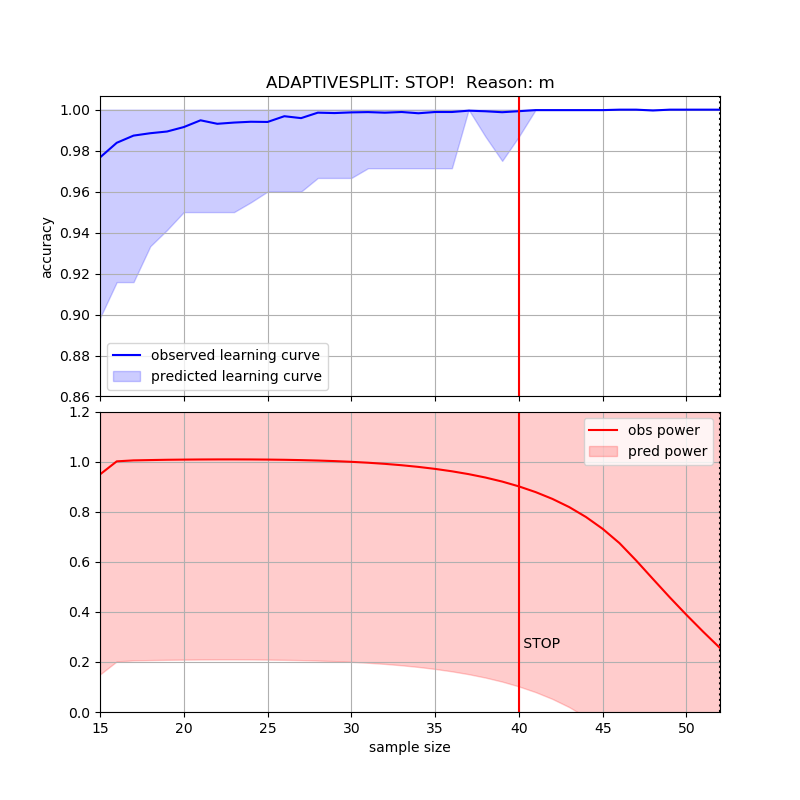 ADAPTIVESPLIT: STOP!  Reason: m
1.00
0.98
0.96
0.94
0.92
0.90
0.88
0.86
accuracy
observed learning curve
predicted learning curve
1.2
1.0
0.8
0.6
0.4
0.2
0.0
obs power
pred power
STOP
15 20 25 30 35 40 45 50
sample size